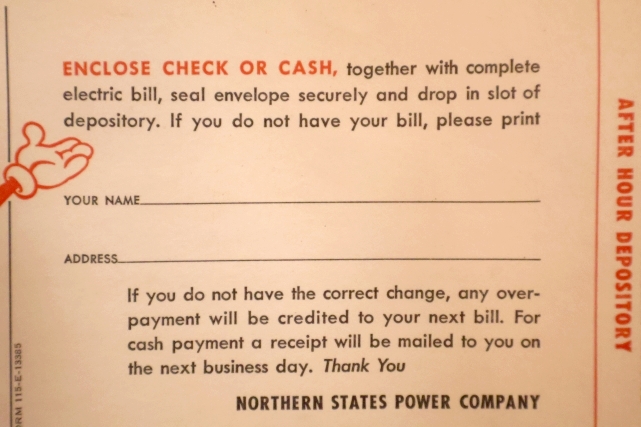 ENCLOSE CHECK OR CASH, together with complete
electric bill, seal envelope securely and drop in slot of
depository. If you do not have your bill, please print
YOUR NAME
ADDRESS
If you do not have the correct change, any over-
payment will be credited to your next bill. For
cash payment a receipt will be mailed to you on
the next business day. Thank You
NORTHERN STATES POWER COMPANY
AFTER HOUR DEPOSITORY
RM 115-E-13385